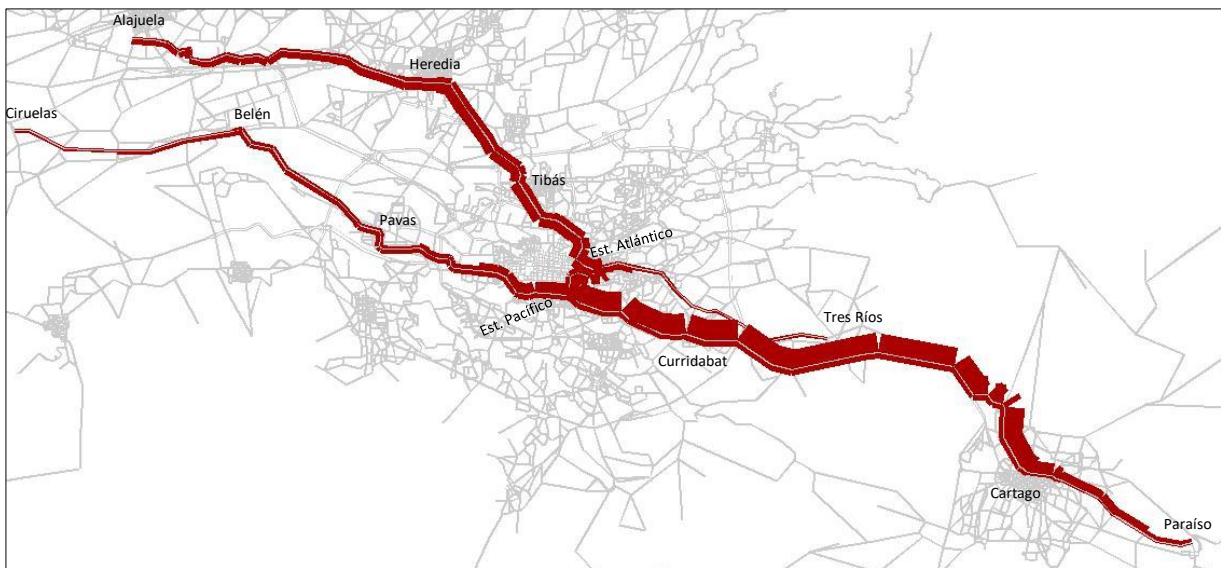 Alajuela
Heredia
Ciruelas
Belén
Tibás
Pavas
Est. Atlántico
Est. Pacífico
Tres Ríos
Curridabat
Cartago
Paraíso